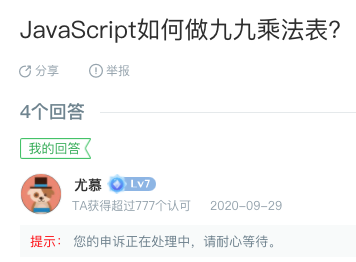 JavaScript如何做九九乘法表?
分享 举报
4个回答
我的回答
尤慕 Lv7
TA获得超过777个认可 2020-09-29
提示: 您的申诉正在处理中，请耐心等待。